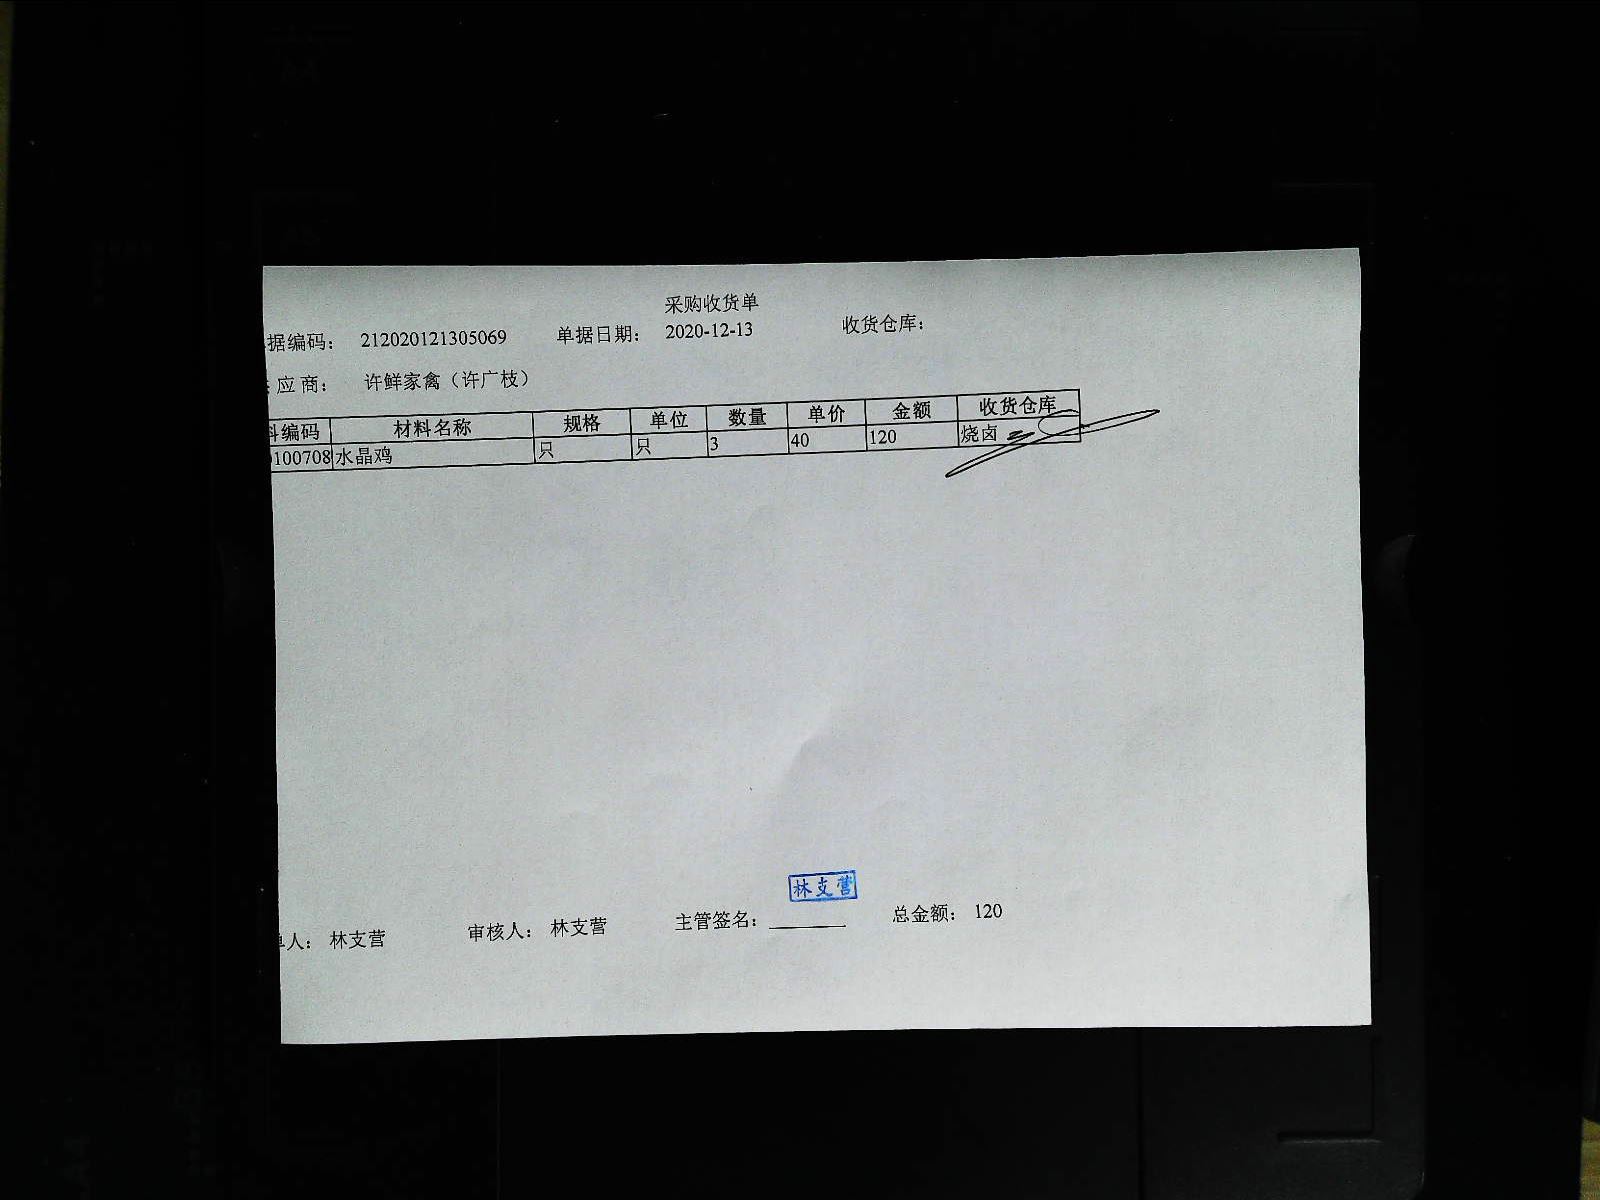 采购收货单
据编码： 212020121305069 单据日期： 2020-12-13 收货仓库：
应商： 许鲜家禽（许广枝）
料编码 材料名称 规格 单位 数量 单价 金额 收货仓库
0100708 水晶鸡 只 只 3 40 120 烧卤
林支营
单人： 林支营 审核人： 林支营 主管签名： 总金额： 120